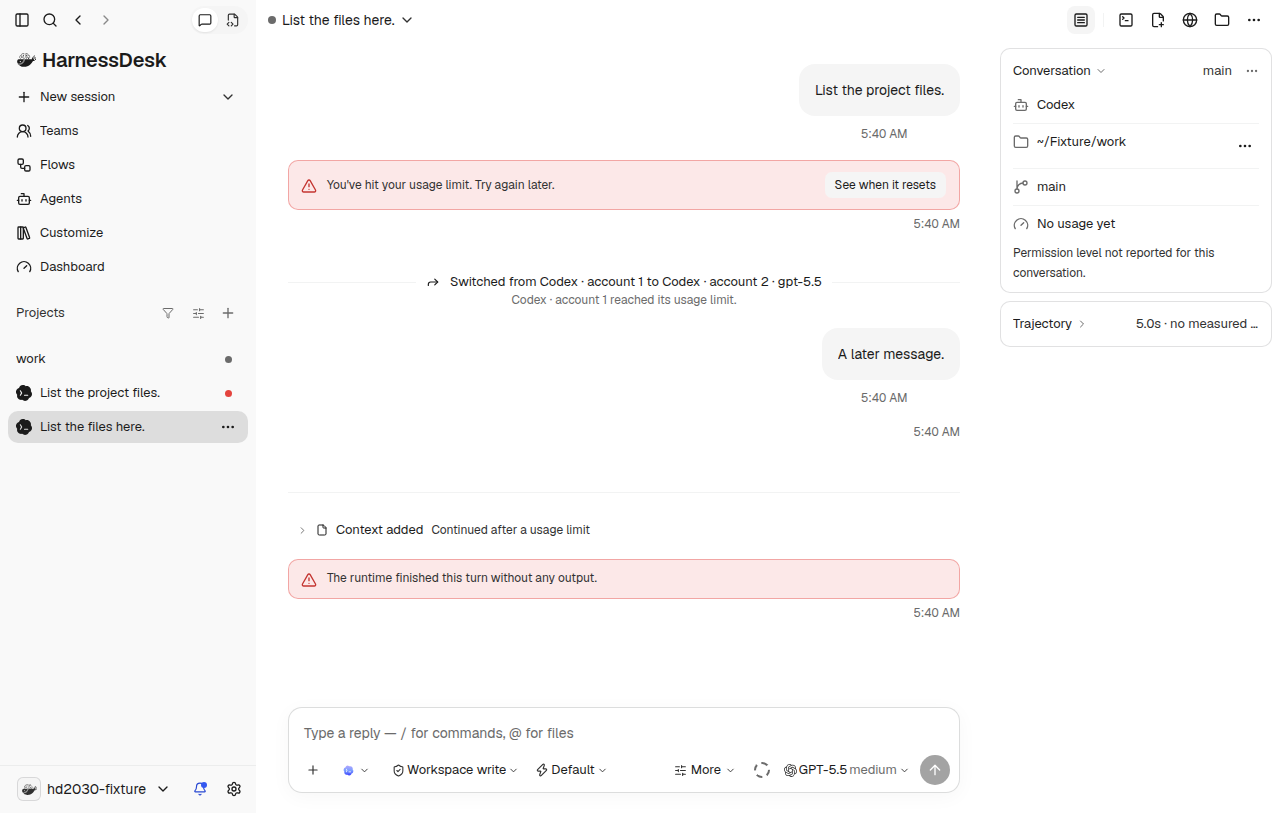 List the files here.
HarnessDesk
New session
Teams
Flows
Agents
Customize
Dashboard
Projects
work
List the project files.
List the files here.
hd2030-fixture
List the project files.
5:40 AM
You've hit your usage limit. Try again later.
See when it resets
5:40 AM
Switched from Codex · account 1 to Codex · account 2 · gpt-5.5
Codex · account 1 reached its usage limit.
A later message.
5:40 AM
5:40 AM
Context added Continued after a usage limit
The runtime finished this turn without any output.
5:40 AM
Type a reply — / for commands, @ for files
Workspace write
Default
More
GPT-5.5 medium
Conversation
main
Codex
~/Fixture/work
main
No usage yet
Permission level not reported for this
conversation.
Trajectory
5.0s · no measured …